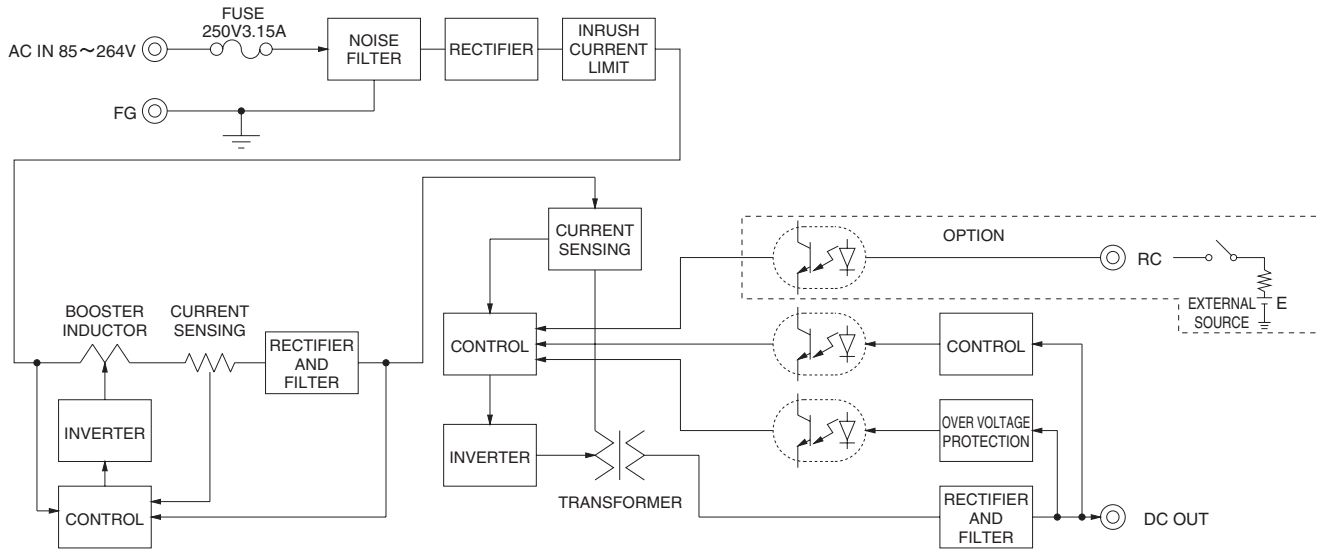 FUSE
250V3.15A
AC IN 85～264V
NOISE
FILTER
RECTIFIER
INRUSH
CURRENT
LIMIT
FG
CURRENT
SENSING
OPTION
RC
EXTERNAL
SOURCE
E
BOOSTER
INDUCTOR
CURRENT
SENSING
RECTIFIER
AND
FILTER
CONTROL
CONTROL
INVERTER
INVERTER
OVER VOLTAGE
PROTECTION
TRANSFORMER
CONTROL
RECTIFIER
AND
FILTER
DC OUT